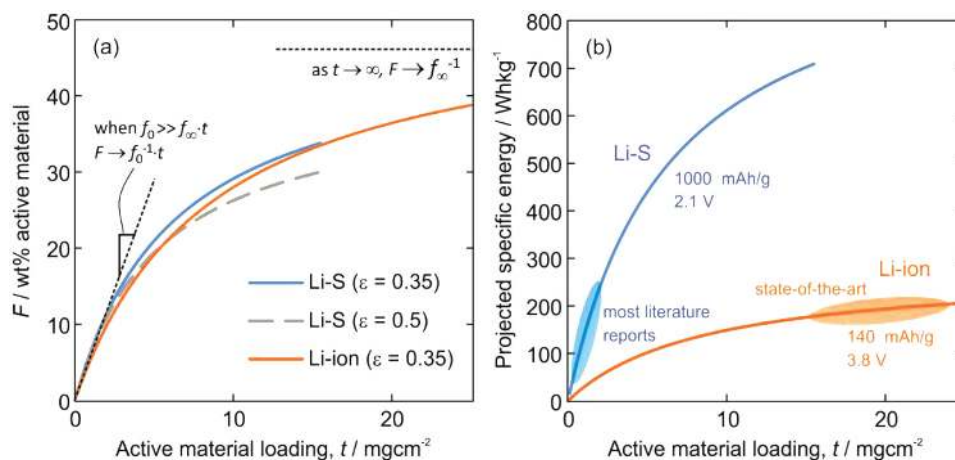 (a)
50
40
30
20
10
0
0
10
20
F / wt% active material
Active material loading, t / mgcm⁻²
as t → ∞, F → f∞⁻¹
when f₀ >> f∞·t
F → f₀⁻¹·t
Li-S (ε = 0.35)
Li-S (ε = 0.5)
Li-ion (ε = 0.35)
(b)
800
700
600
500
400
300
200
100
0
0
10
20
Projected specific energy / Whkg⁻¹
Active material loading, t / mgcm⁻²
Li-S
1000 mAh/g
2.1 V
Li-ion
state-of-the-art
most literature
reports
140 mAh/g
3.8 V